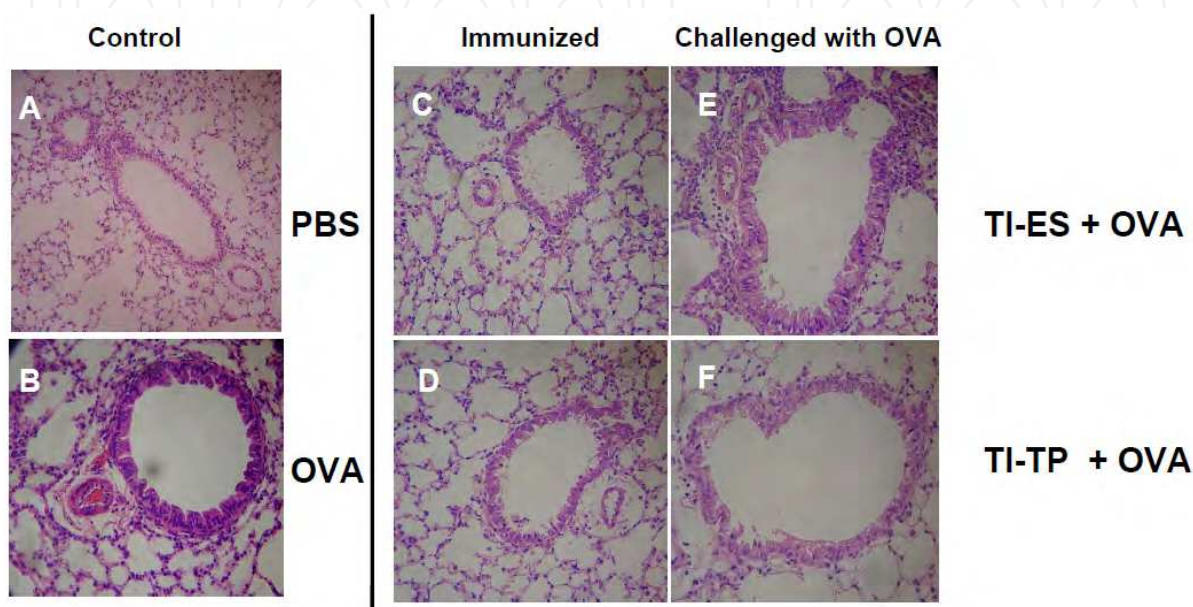 Control
Immunized
Challenged with OVA
A
PBS
C
E
TI-ES + OVA
B
OVA
D
F
TI-TP + OVA